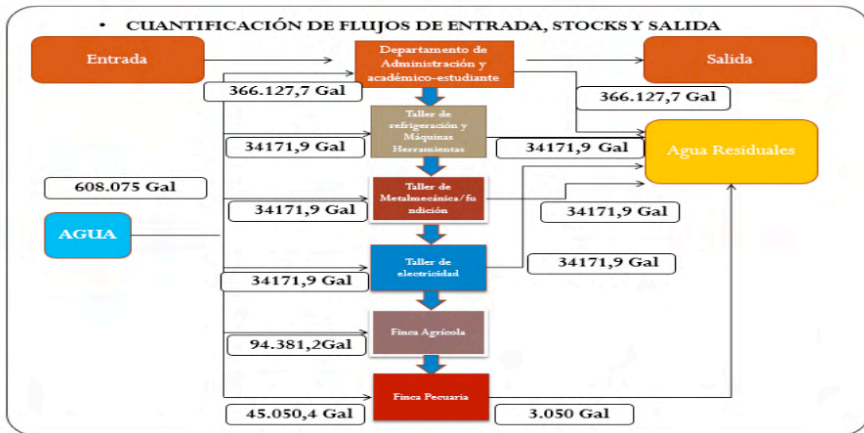 • CUANTIFICACIÓN DE FLUJOS DE ENTRADA, STOCKS Y SALIDA
Entrada
Departamento de
Administración y
académico-estudiante
Salida
366.127,7 Gal
366.127,7 Gal
Taller de
refrigeración y
Máquinas
Herramientas
34171,9 Gal
34171,9 Gal
Agua Residuales
608.075 Gal
Taller de
Metalmecánica/fu
ndición
34171,9 Gal
34171,9 Gal
AGUA
Taller de
electricidad
34171,9 Gal
34171,9 Gal
Finca Agrícola
94.381,2Gal
Finca Pecuaria
45.050,4 Gal
3.050 Gal